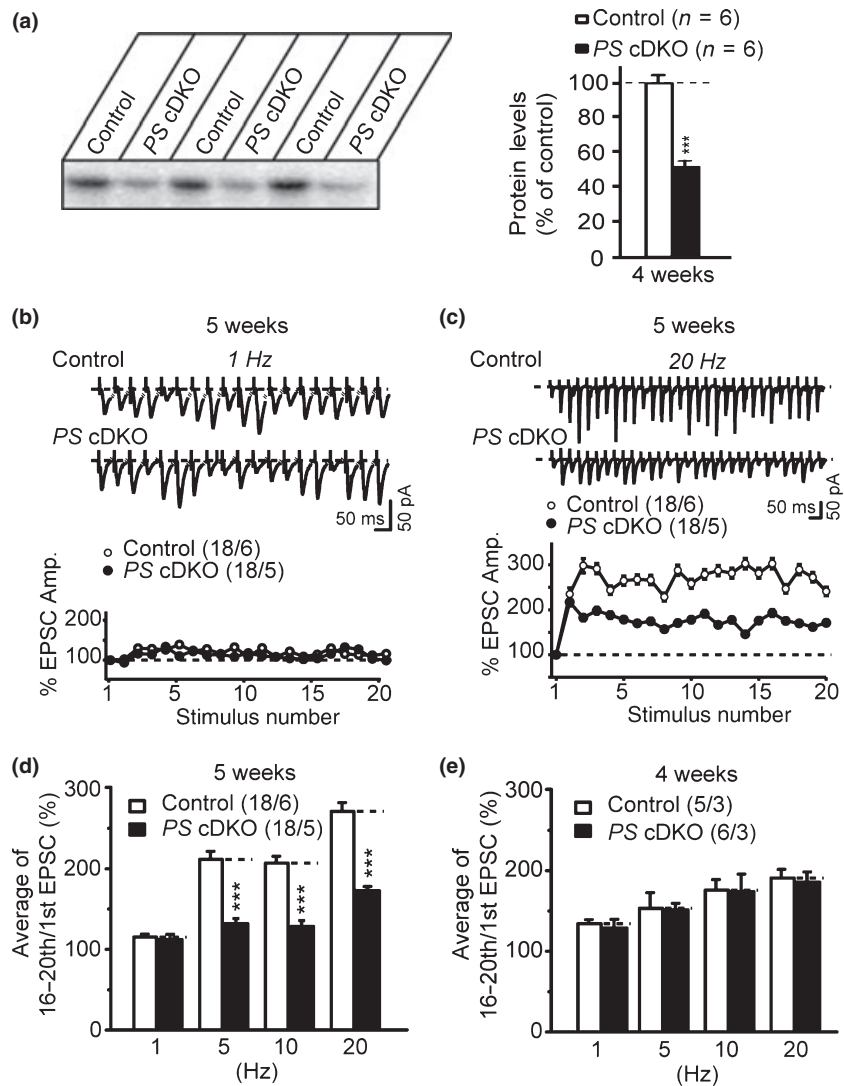 (a)
Control
PS cDKO
Control
PS cDKO
Control
PS cDKO
Control (n = 6)
PS cDKO (n = 6)
Protein levels
(% of control)
100
80
60
40
20
0
***
4 weeks
(b)
5 weeks
Control
1 Hz
PS cDKO
50 ms
50 pA
Control (18/6)
PS cDKO (18/5)
% EPSC Amp.
200
100
1
5
10
15
20
Stimulus number
(c)
5 weeks
Control
20 Hz
PS cDKO
50 ms
50 pA
Control (18/6)
PS cDKO (18/5)
% EPSC Amp.
300
200
100
1
5
10
15
20
Stimulus number
(d)
5 weeks
Control (18/6)
PS cDKO (18/5)
Average of
16–20th/1st EPSC (%)
300
200
100
0
***
***
***
1
5
10
20
(Hz)
(e)
4 weeks
Control (5/3)
PS cDKO (6/3)
Average of
16–20th/1st EPSC (%)
300
200
100
0
1
5
10
20
(Hz)